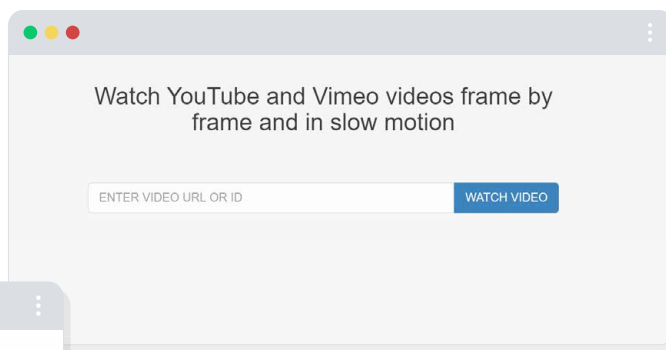 Watch YouTube and Vimeo videos frame by
frame and in slow motion
ENTER VIDEO URL OR ID
WATCH VIDEO